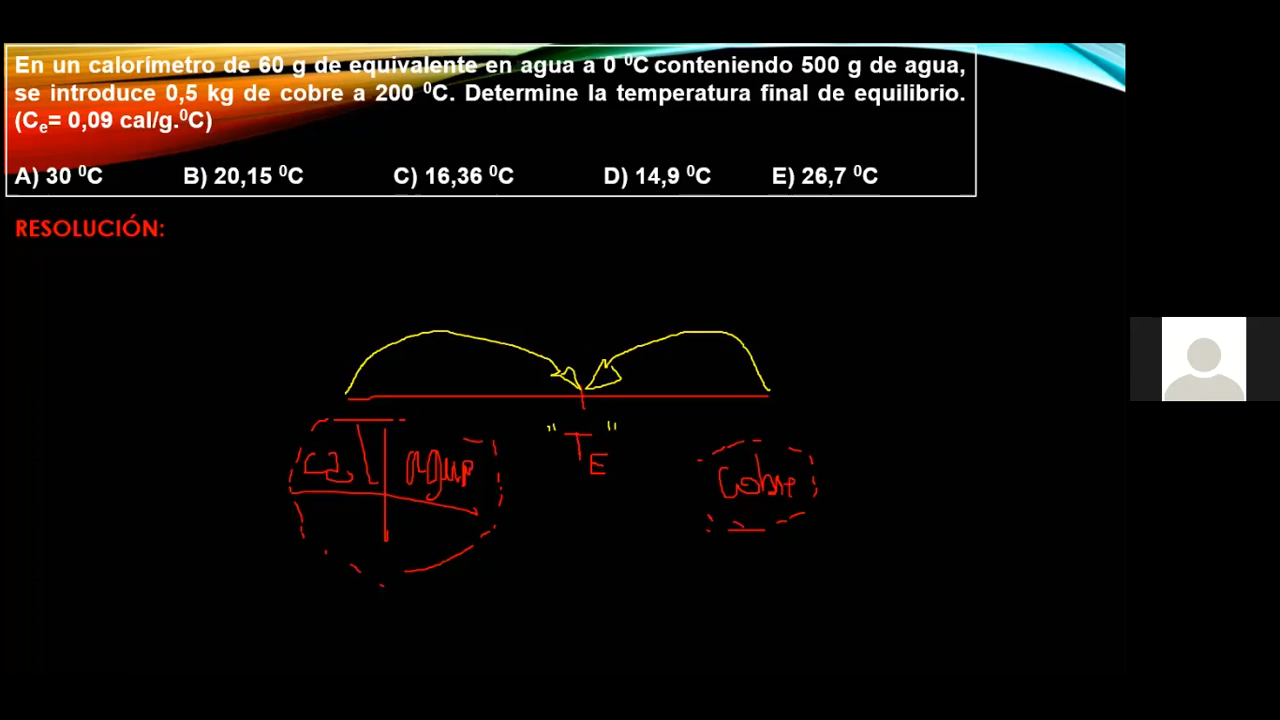 En un calorímetro de 60 g de equivalente en agua a 0 ⁰C conteniendo 500 g de agua,
se introduce 0,5 kg de cobre a 200 ⁰C. Determine la temperatura final de equilibrio.
(Cₑ= 0,09 cal/g.⁰C)
A) 30 ⁰C B) 20,15 ⁰C C) 16,36 ⁰C D) 14,9 ⁰C E) 26,7 ⁰C
RESOLUCIÓN:
cal agua "T_E" Cobre